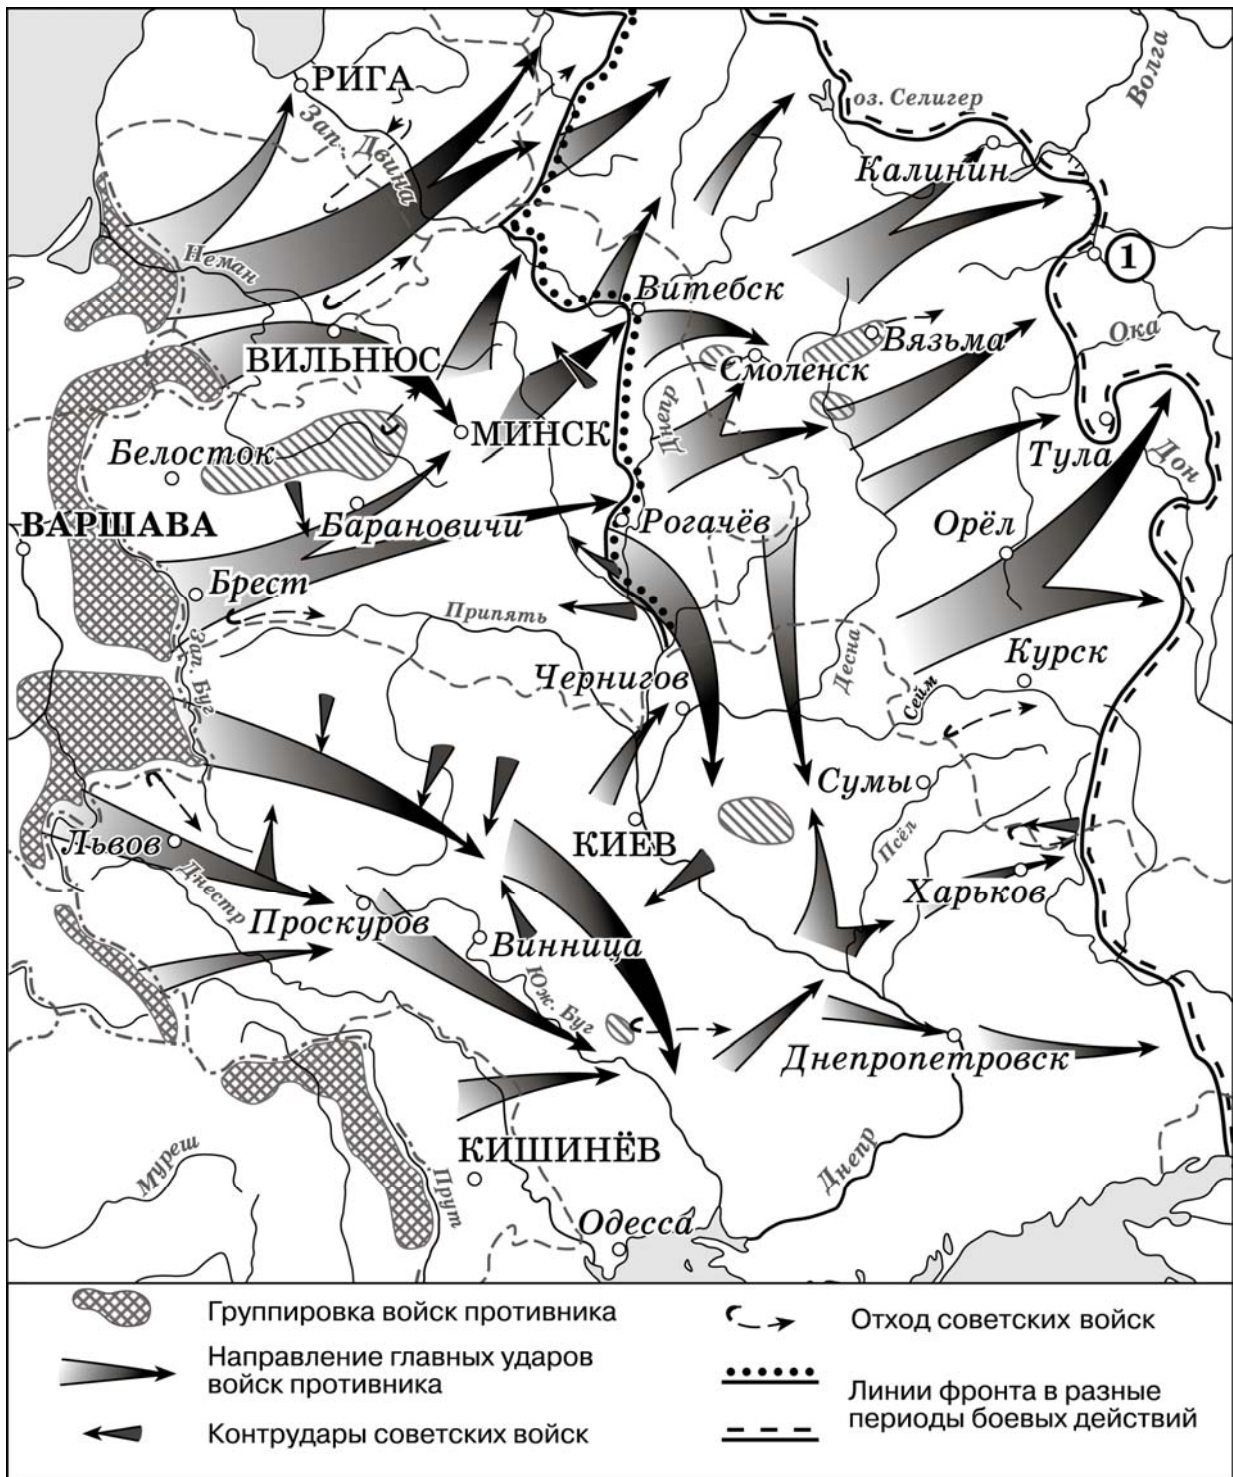 РИГА
Зап. Двина
оз. Селигер
Волга
Калинин
1
Неман
Витебск
Вязьма
Ока
ВИЛЬНЮС
Смоленск
Днепр
МИНСК
Белосток
Тула
Дон
ВАРШАВА
Барановичи
Рогачёв
Орёл
Брест
Припять
Зап. Буг
Десна
Курск
Чернигов
Сейм
Сумы
Львов
КИЕВ
Псёл
Днестр
Харьков
Проскуров
Винница
Юж. Буг
Днепропетровск
КИШИНЁВ
Муреш
Прут
Днепр
Одесса
Группировка войск противника
Направление главных ударов
войск противника
Контрудары советских войск
Отход советских войск
Линии фронта в разные
периоды боевых действий